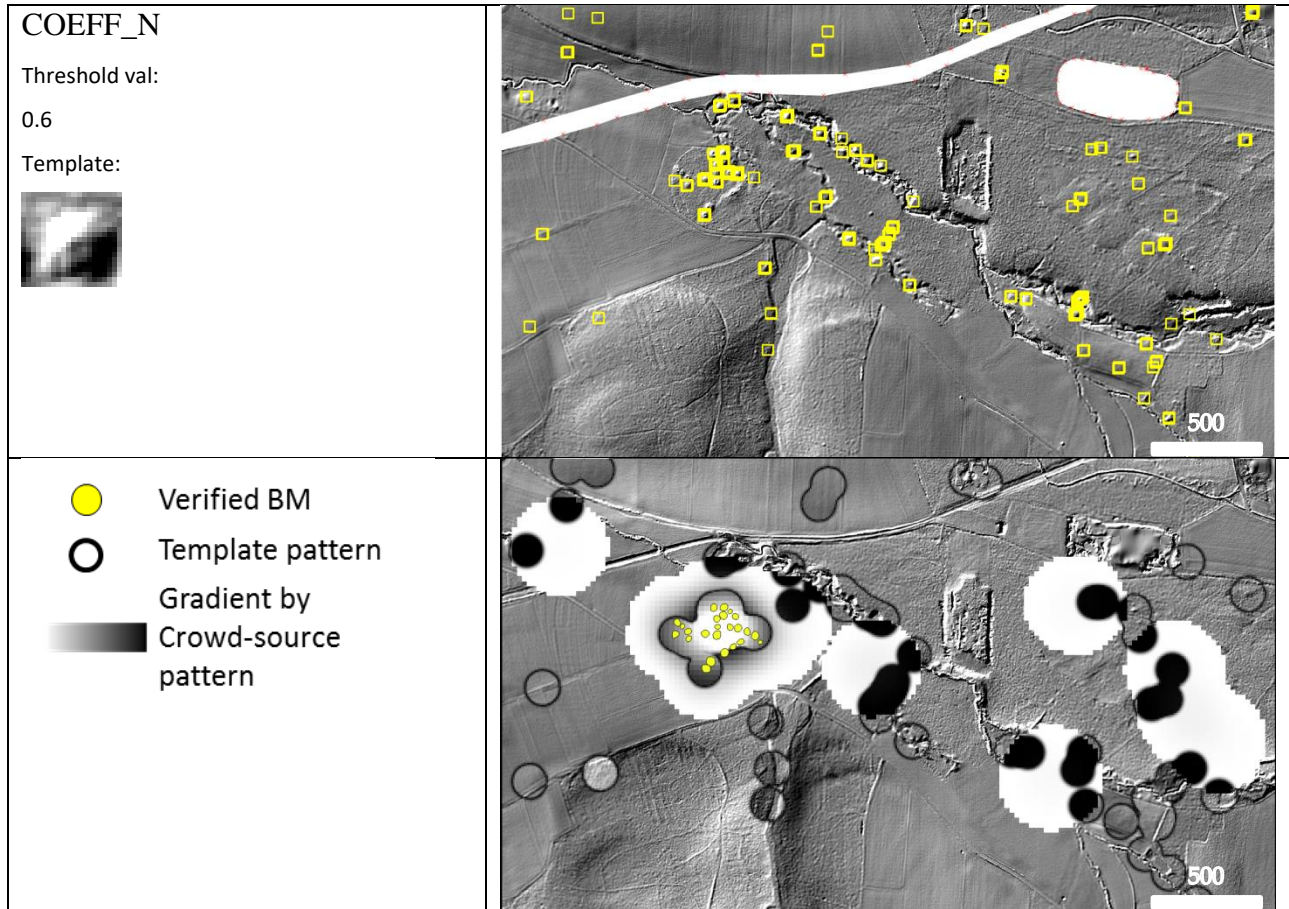 COEFF_N
Threshold val:
0.6
Template:
500
Verified BM
Template pattern
Gradient by
Crowd-source
pattern
500